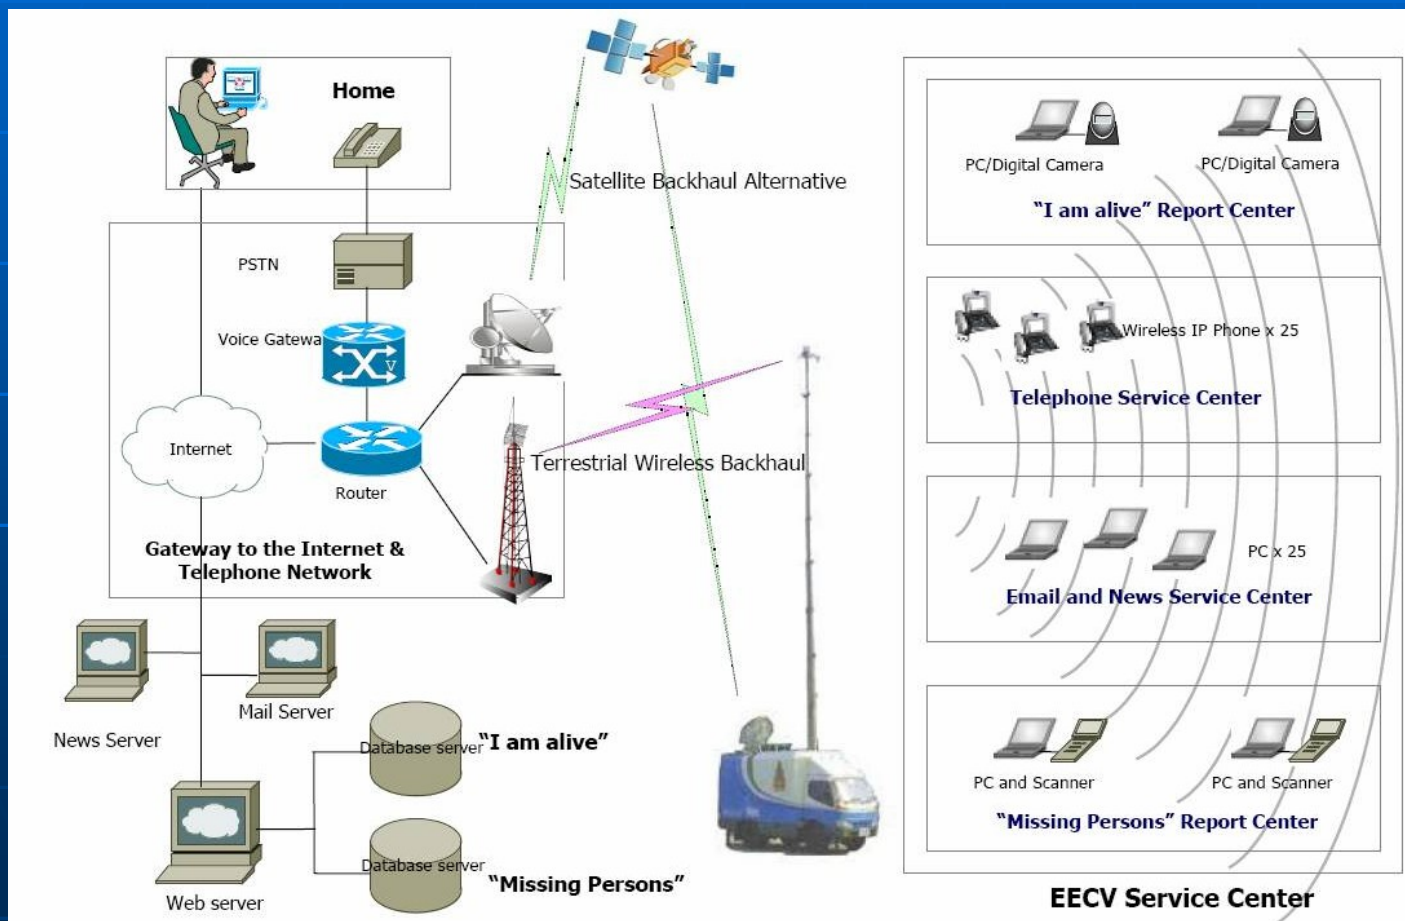 Home
PSTN
Voice Gatewa
Internet
Router
Gateway to the Internet &
Telephone Network
News Server
Mail Server
Web server
Database server
"I am alive"
Database server
"Missing Persons"
Satellite Backhaul Alternative
Terrestrial Wireless Backhaul
PC/Digital Camera
PC/Digital Camera
"I am alive" Report Center
Wireless IP Phone x 25
Telephone Service Center
PC x 25
Email and News Service Center
PC and Scanner
PC and Scanner
"Missing Persons" Report Center
EECV Service Center
V